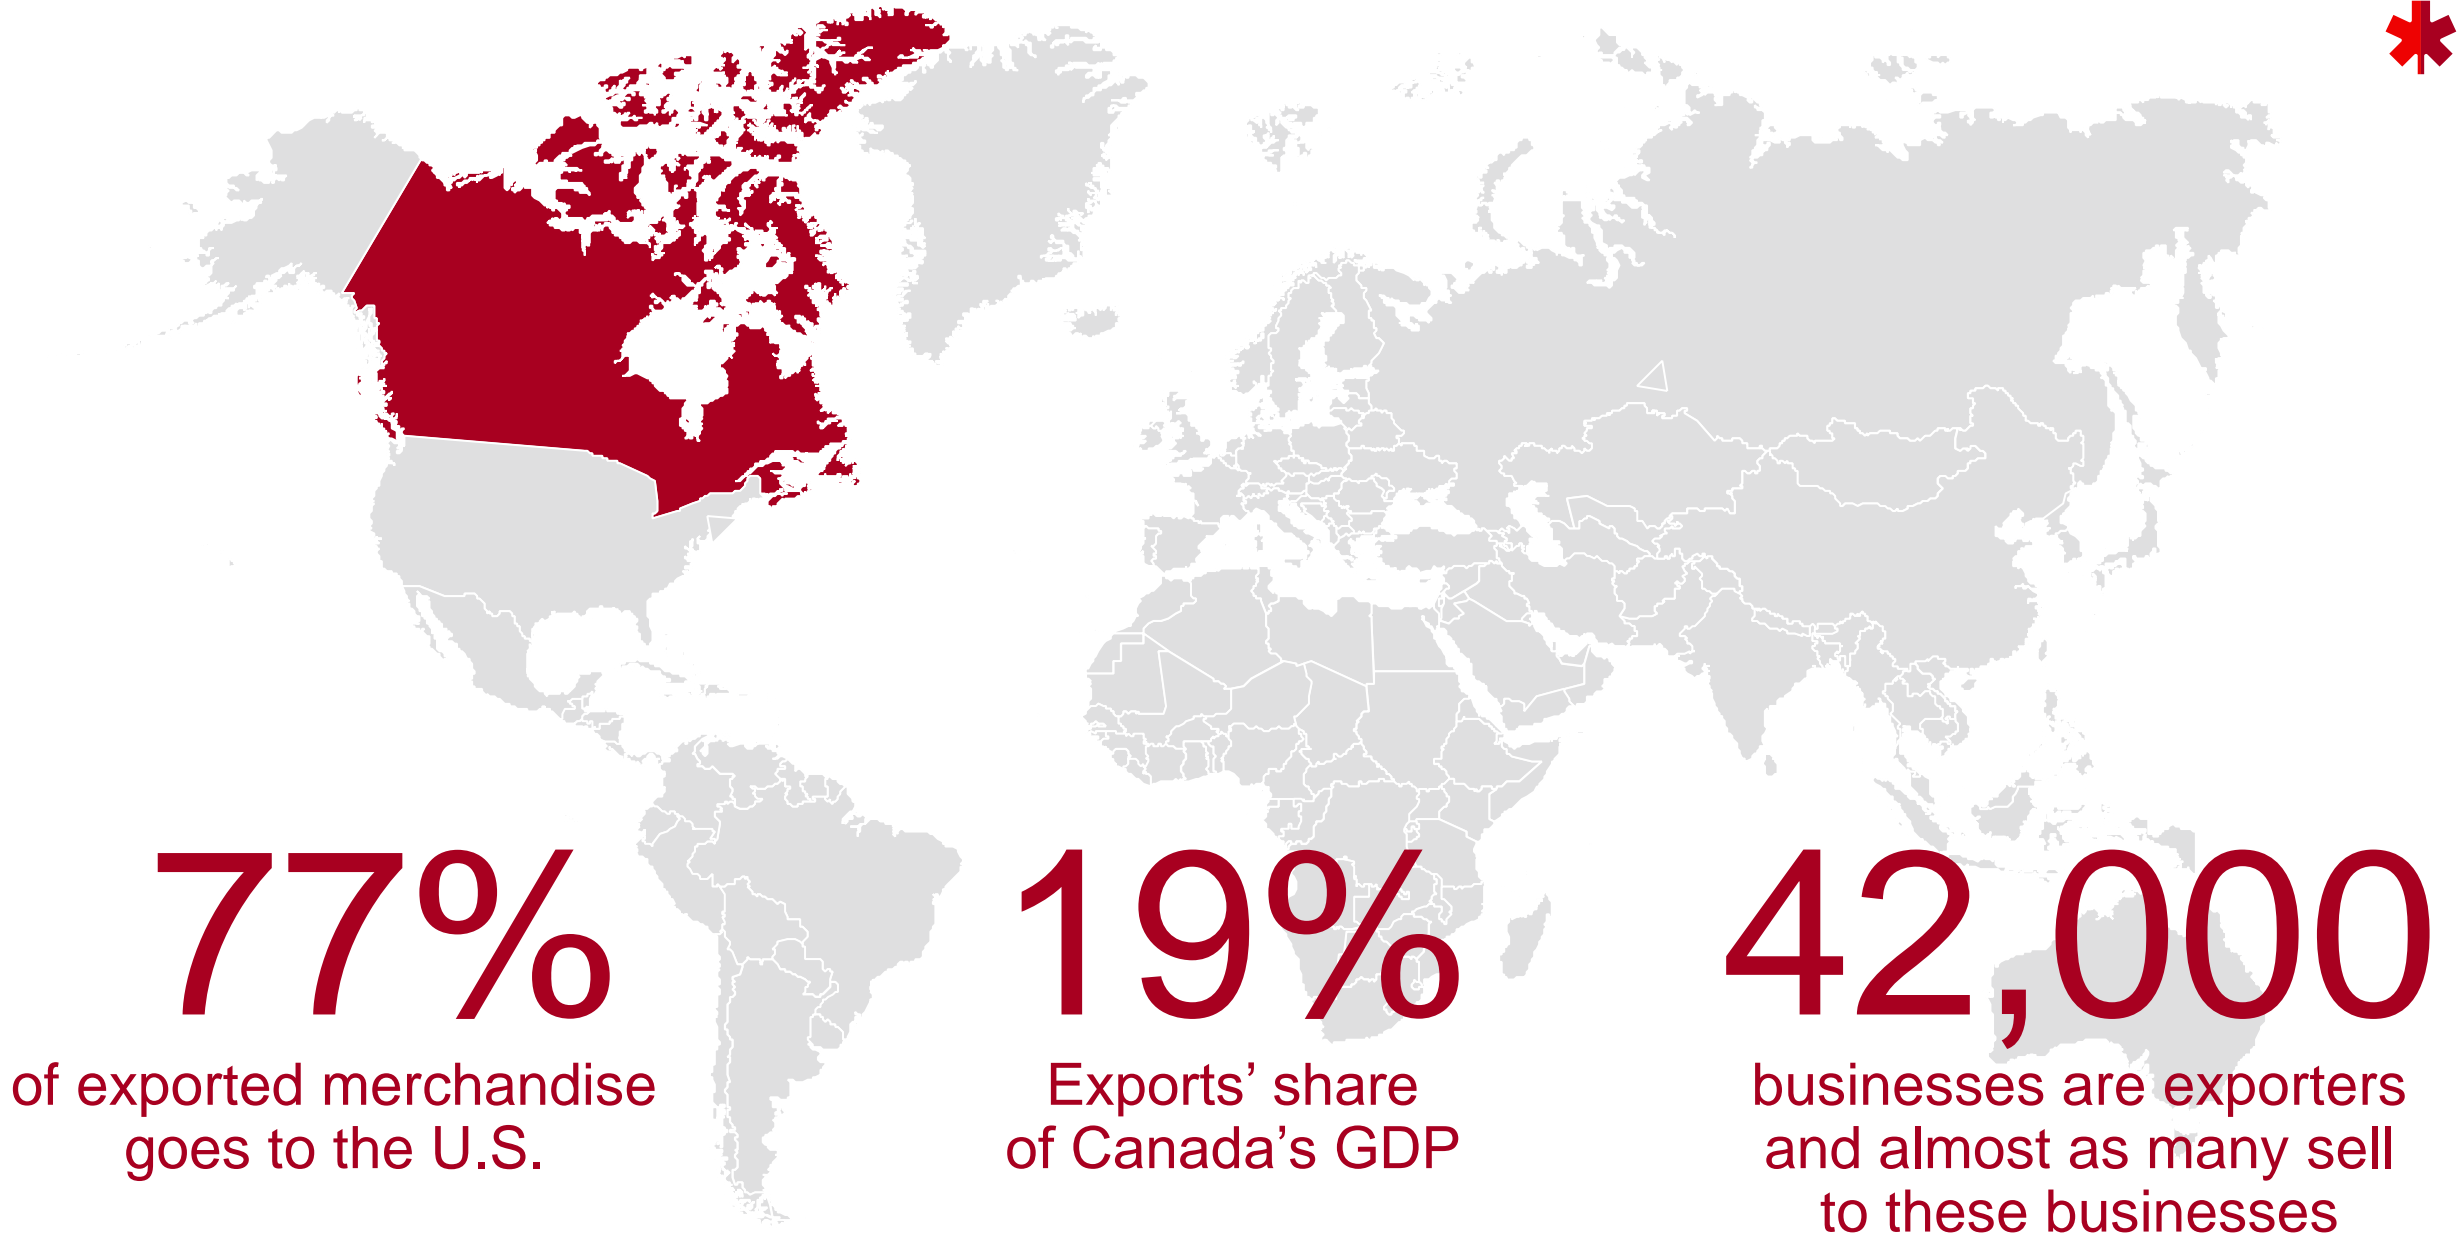 77%
of exported merchandise
goes to the U.S.
19%
Exports’ share
of Canada’s GDP
42,000
businesses are exporters
and almost as many sell
to these businesses